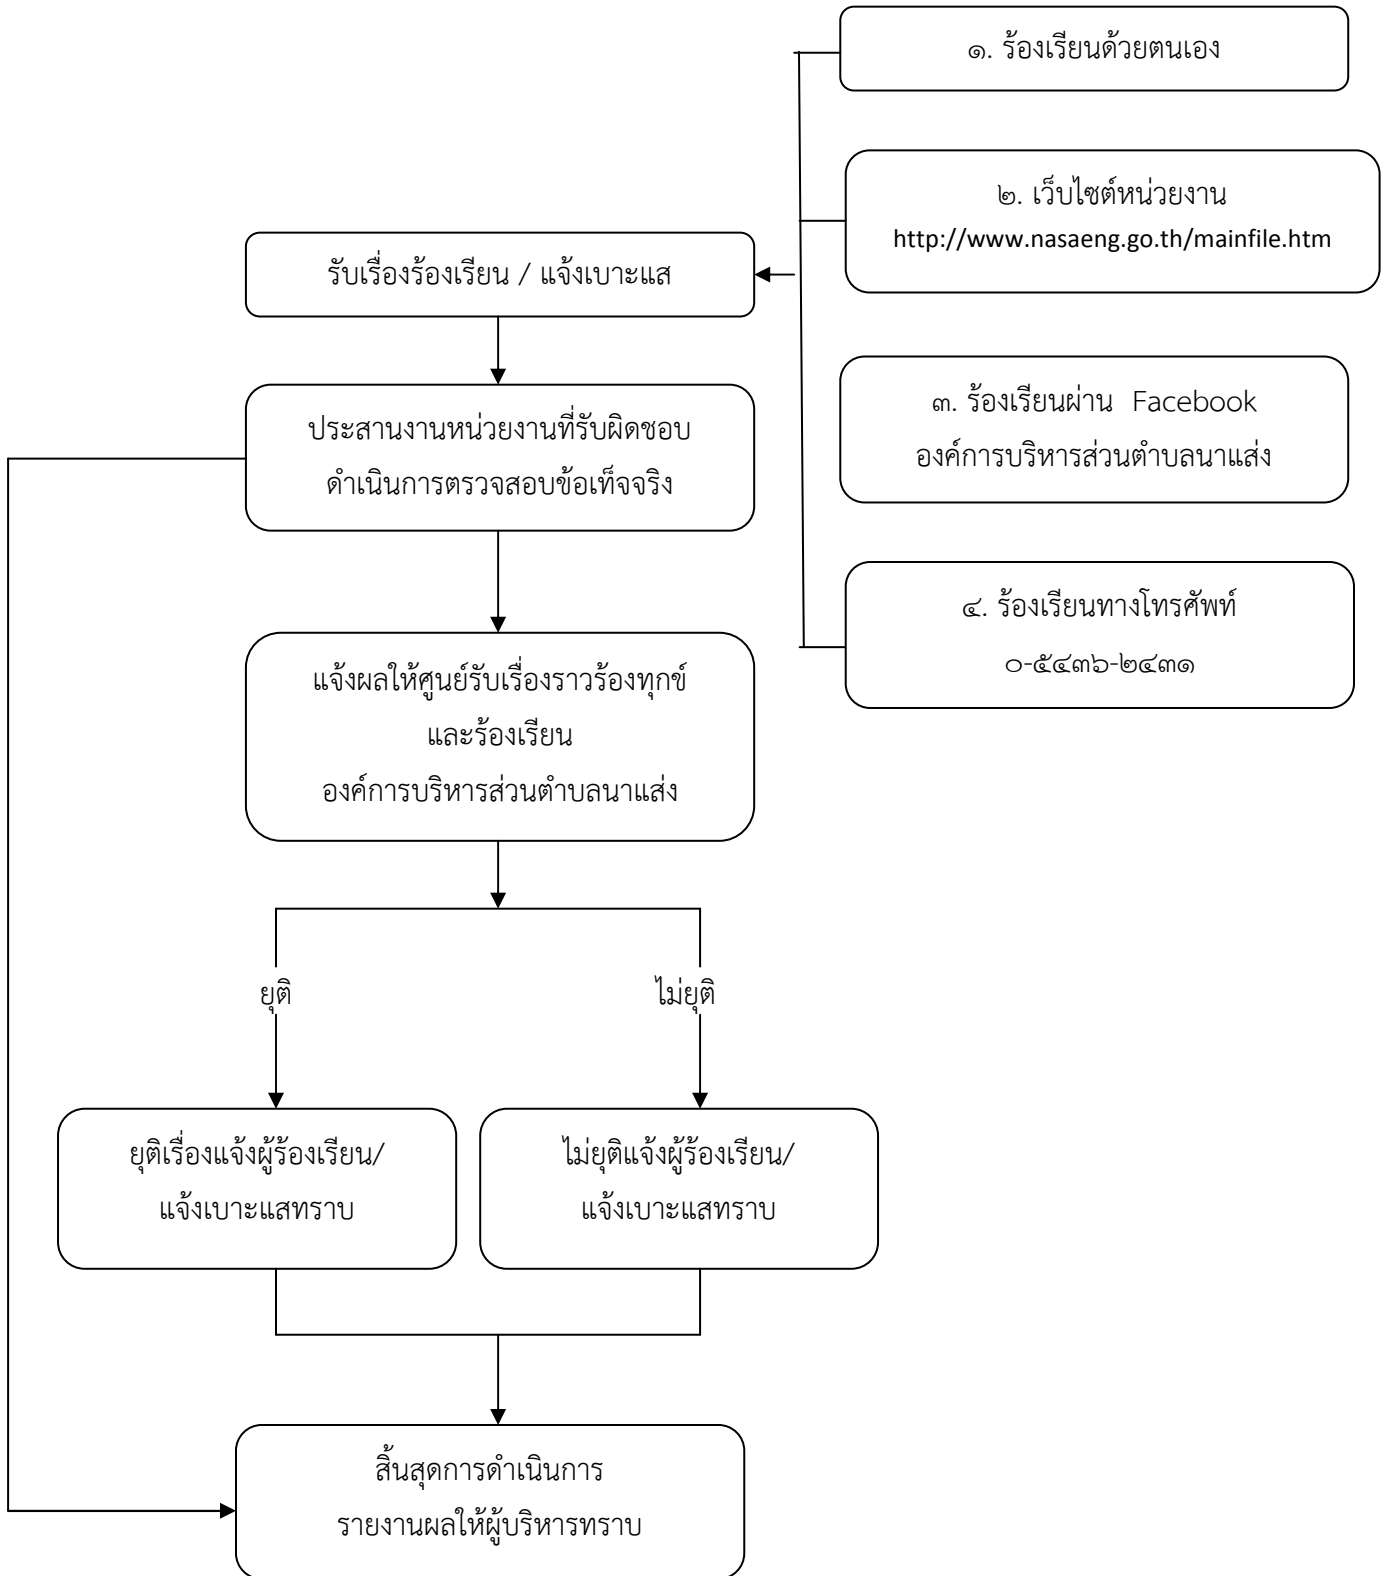 ๑. ร้องเรียนด้วยตนเอง
๒. เว็บไซต์หน่วยงาน
http://www.nasaeng.go.th/mainfile.htm
รับเรื่องร้องเรียน / แจ้งเบาะแส
๓. ร้องเรียนผ่าน Facebook
องค์การบริหารส่วนตำบลนาแส่ง
ประสานงานหน่วยงานที่รับผิดชอบ
ดำเนินการตรวจสอบข้อเท็จจริง
๔. ร้องเรียนทางโทรศัพท์
๐-๕๔๓๖-๒๔๓๑
แจ้งผลให้ศูนย์รับเรื่องราวร้องทุกข์
และร้องเรียน
องค์การบริหารส่วนตำบลนาแส่ง
ยุติ
ไม่ยุติ
ยุติเรื่องแจ้งผู้ร้องเรียน/
แจ้งเบาะแสทราบ
ไม่ยุติแจ้งผู้ร้องเรียน/
แจ้งเบาะแสทราบ
สิ้นสุดการดำเนินการ
รายงานผลให้ผู้บริหารทราบ